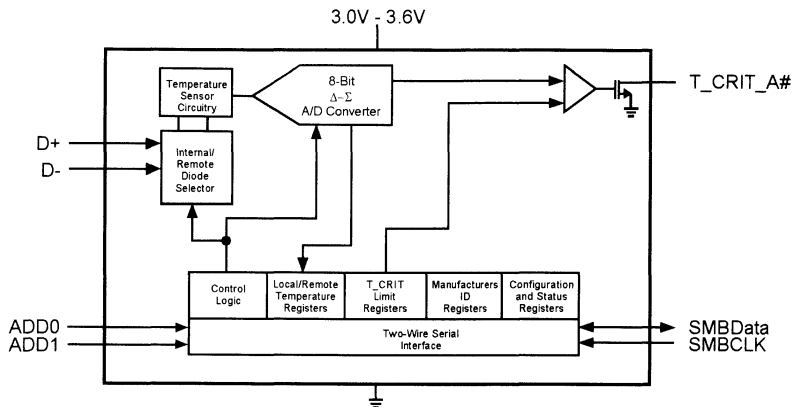 3.0V - 3.6V
Temperature
Sensor
Circuitry
8-Bit
Δ-Σ
A/D Converter
T_CRIT_A#
D+
D-
Internal/
Remote
Diode
Selector
Control
Logic
Local/Remote
Temperature
Registers
T_CRIT
Limit
Registers
Manufacturers
ID
Registers
Configuration
and Status
Registers
ADD0
ADD1
Two-Wire Serial
Interface
SMBData
SMBCLK